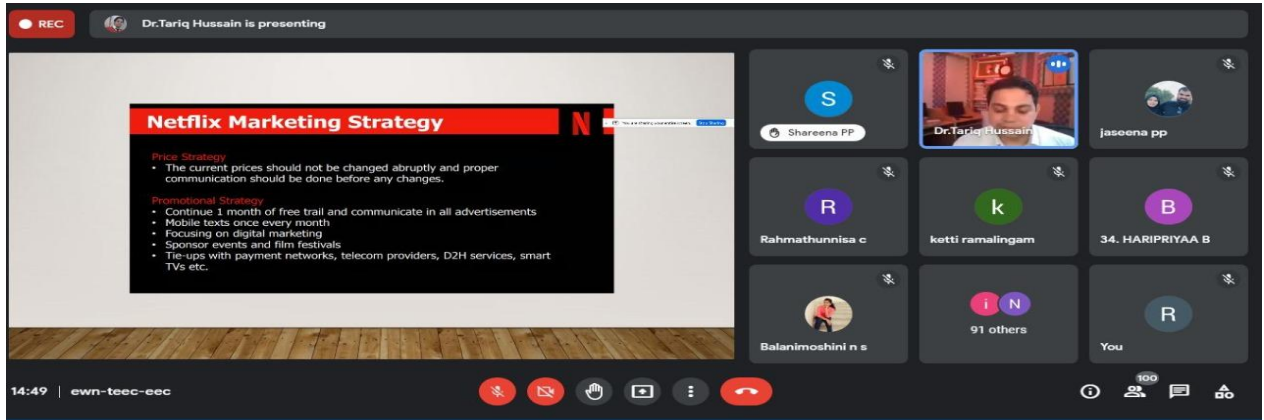 REC
Dr.Tariq Hussain is presenting
Netflix Marketing Strategy
N
Price Strategy
• The current prices should not be changed abruptly and proper
communication should be done before any changes.
Promotional Strategy
• Continue 1 month of free trail and communicate in all advertisements
• Mobile texts once every month
• Focusing on digital marketing
• Sponsor events and film festivals
• Tie-ups with payment networks, telecom providers, D2H services, smart
TVs etc.
S
Shareena PP
Dr.Tariq Hussain
jaseena pp
R
Rahmathunnisa c
k
ketti ramalingam
B
34. HARIPRIYAA B
Balanimoshini n s
i N
91 others
R
You
14:49 | ewn-teec-eec
100